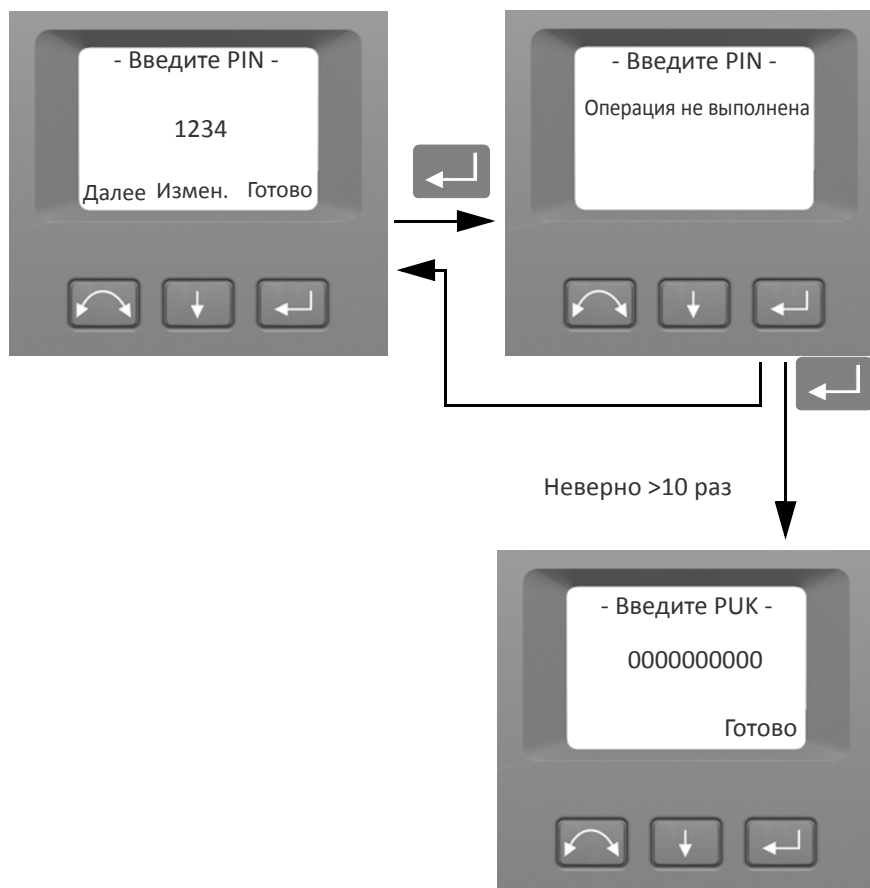 - Введите PIN -
1234
Далее Измен. Готово
- Введите PIN -
Операция не выполнена
Неверно >10 раз
- Введите PUK -
0000000000
Готово